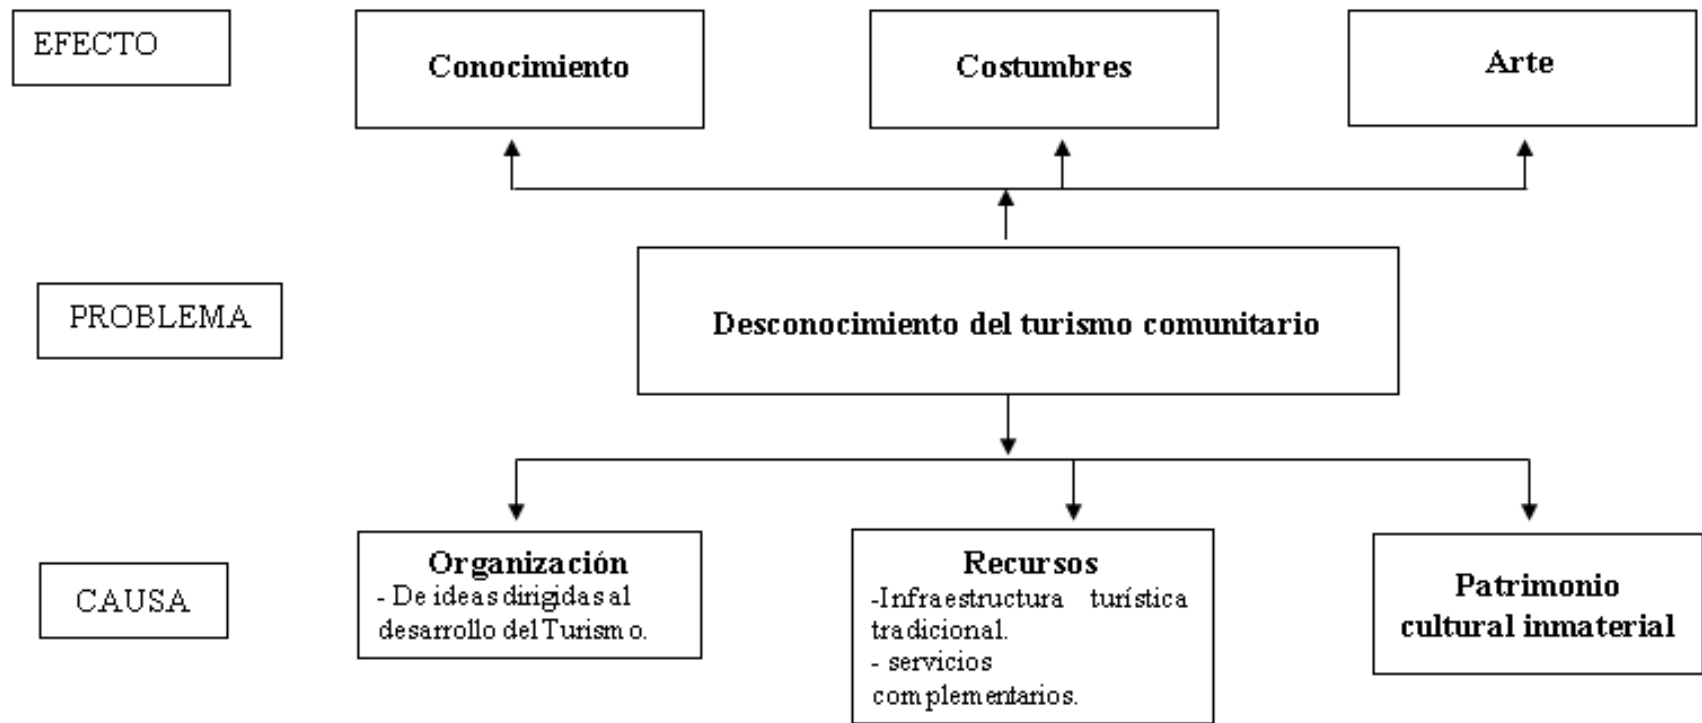 EFECTO
Conocimiento
Costumbres
Arte
PROBLEMA
Desconocimiento del turismo comunitario
CAUSA
Organización
- De ideas dirigidas al
desarrollo del Turismo.
Recursos
-Infraestructura turística
tradicional.
- servicios
complementarios.
Patrimonio
cultural inmaterial